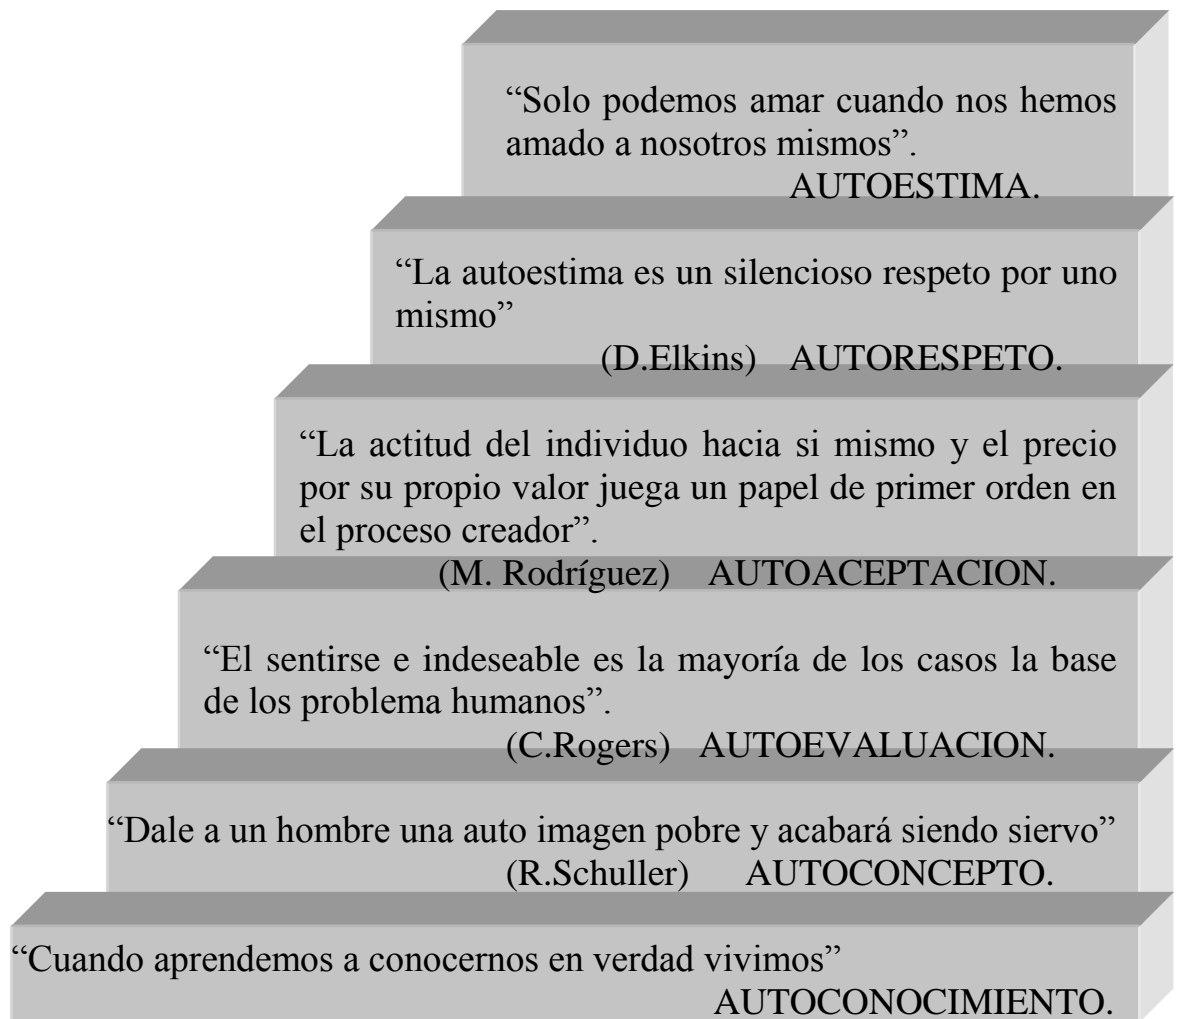 “Solo podemos amar cuando nos hemos
amado a nosotros mismos”.
AUTOESTIMA.
“La autoestima es un silencioso respeto por uno
mismo”
(D.Elkins) AUTORESPETO.
“La actitud del individuo hacia si mismo y el precio
por su propio valor juega un papel de primer orden en
el proceso creador”.
(M. Rodríguez) AUTOACEPTACION.
“El sentirse e indeseable es la mayoría de los casos la base
de los problema humanos”.
(C.Rogers) AUTOEVALUACION.
“Dale a un hombre una auto imagen pobre y acabará siendo siervo”
(R.Schuller) AUTOCONCEPTO.
“Cuando aprendemos a conocernos en verdad vivimos”
AUTOCONOCIMIENTO.